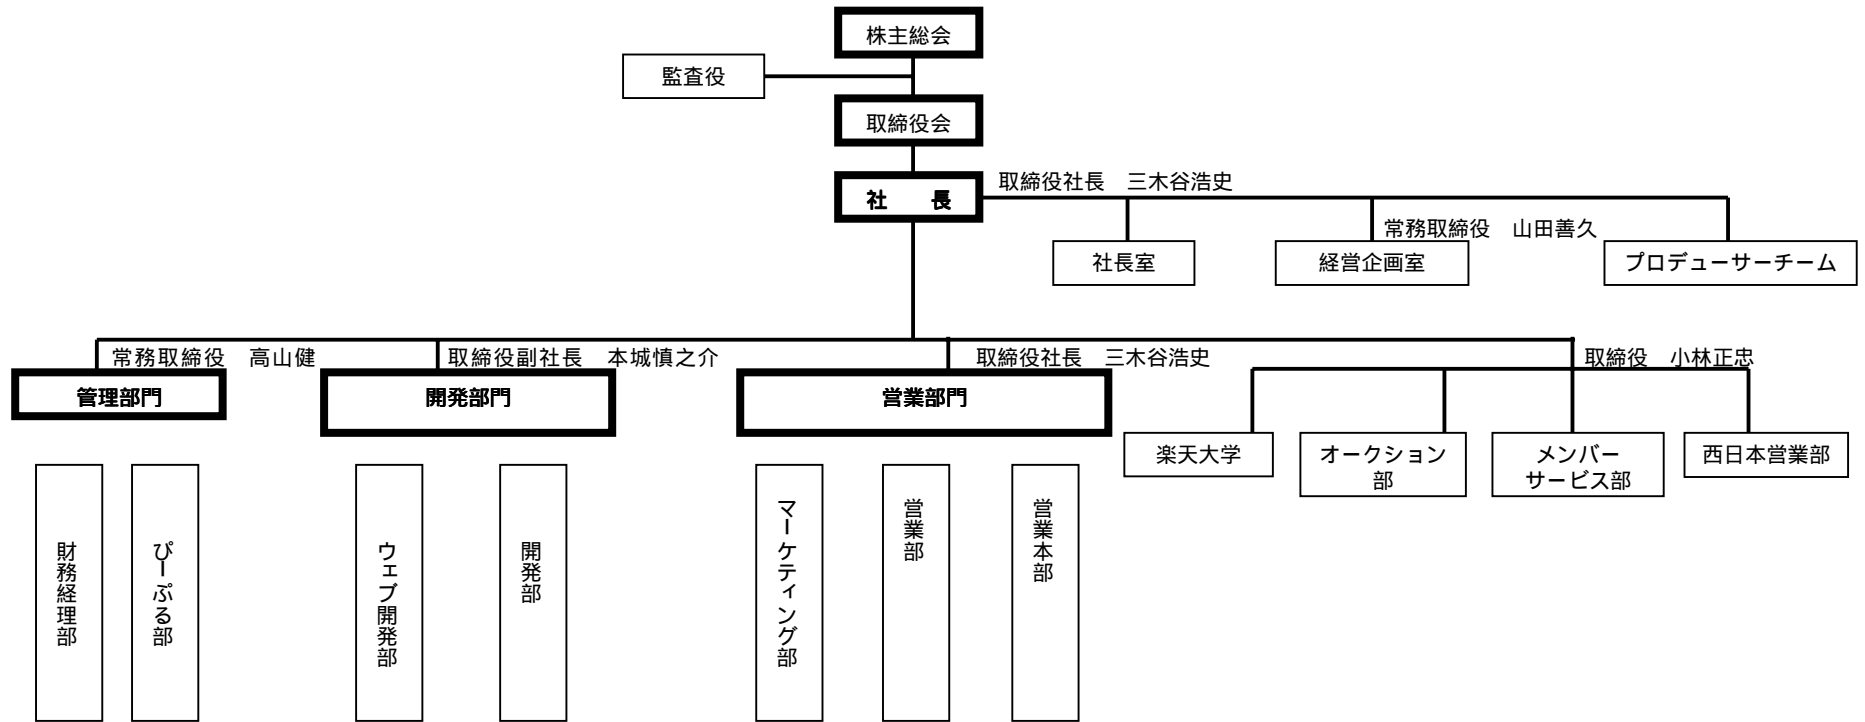 株主総会
監査役
取締役会
社　長
取締役社長　三木谷浩史
常務取締役　山田善久
社長室
経営企画室
プロデューサーチーム
常務取締役　高山健
取締役副社長　本城慎之介
取締役社長　三木谷浩史
取締役　小林正忠
管理部門
開発部門
営業部門
楽天大学
オークション
部
メンバー
サービス部
西日本営業部
財務経理部
ぴーぷる部
ウェブ開発部
開発部
マーケティング部
営業部
営業本部